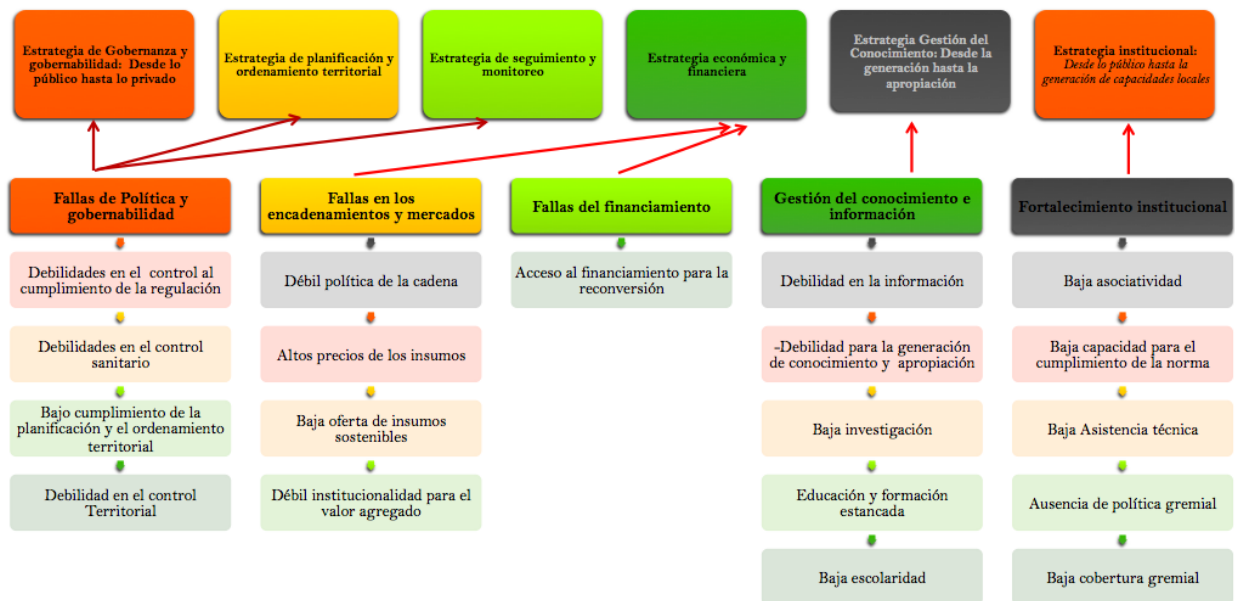 Estrategia de Gobernanza y
gobernabilidad: Desde lo
público hasta lo privado
Estrategia de planificación y
ordenamiento territorial
Estrategia de seguimiento y
monitoreo
Estrategia económica y
financiera
Estrategia Gestión del
Conocimiento: Desde la
generación hasta la
apropiación
Estrategia institucional:
Desde lo público hasta la
generación de capacidades locales
Fallas de Política y
gobernabilidad
Fallas en los
encadenamientos y mercados
Fallas del financiamiento
Gestión del conocimiento e
información
Fortalecimiento institucional
Debilidades en el control al
cumplimiento de la regulación
Debilidades en el control
sanitario
Bajo cumplimiento de la
planificación y el ordenamiento
territorial
Debilidad en el control
Territorial
Débil política de la cadena
Altos precios de los insumos
Baja oferta de insumos
sostenibles
Débil institucionalidad para el
valor agregado
Acceso al financiamiento para la
reconversión
Debilidad en la información
-Debilidad para la generación
de conocimiento y apropiación
Baja investigación
Educación y formación
estancada
Baja escolaridad
Baja asociatividad
Baja capacidad para el
cumplimiento de la norma
Baja Asistencia técnica
Ausencia de política gremial
Baja cobertura gremial